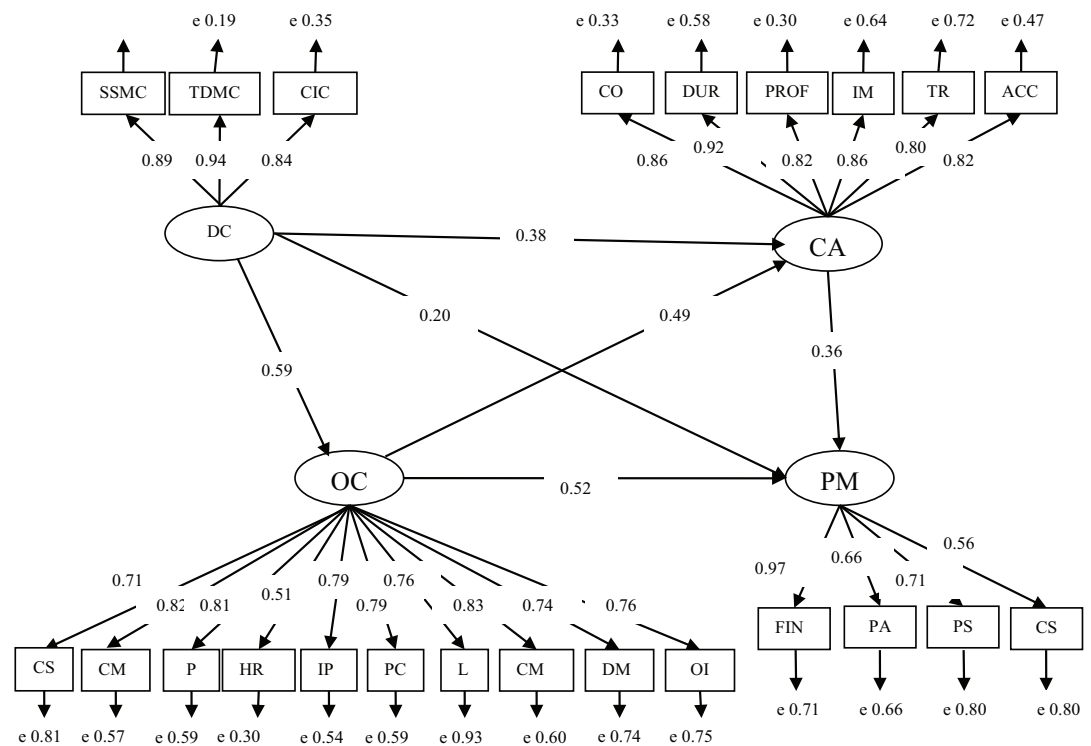 e 0.19 e 0.35 e 0.33 e 0.58 e 0.30 e 0.64 e 0.72 e 0.47
SSMC TDMC CIC CO DUR PROF IM TR ACC
0.89 0.94 0.84 0.86 0.92 0.82 0.86 0.80 0.82
DC CA
0.38
0.20 0.49
0.36
0.59
OC PM
0.52
0.71 0.82 0.81 0.51 0.79 0.79 0.76 0.83 0.74 0.76 0.97 0.66 0.71 0.56
FIN PA PS CS
CS CM P HR IP PC L CM DM OI
e 0.71 e 0.66 e 0.80 e 0.80
e 0.81 e 0.57 e 0.59 e 0.30 e 0.54 e 0.59 e 0.93 e 0.60 e 0.74 e 0.75